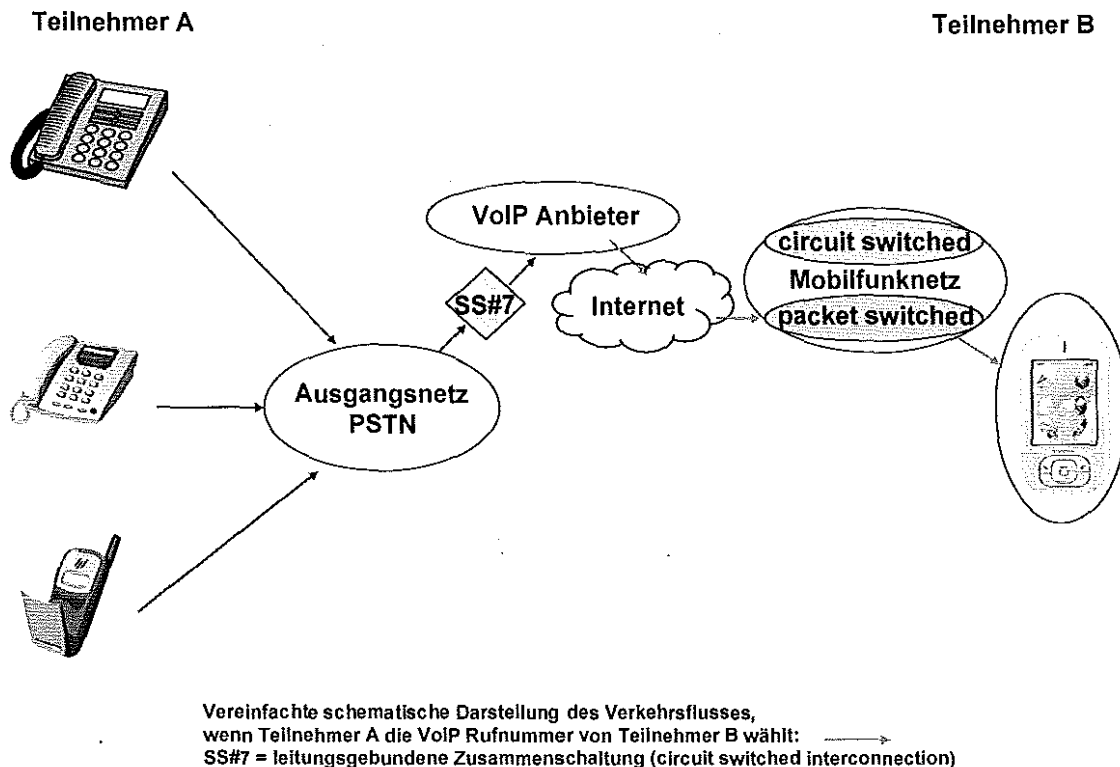 Teilnehmer A
Teilnehmer B
VoIP Anbieter
circuit switched
Mobilfunknetz
packet switched
SS#7
Internet
Ausgangsnetz
PSTN
Vereinfachte schematische Darstellung des Verkehrsflusses,
wenn Teilnehmer A die VoIP Rufnummer von Teilnehmer B wählt:
SS#7 = leitungsgebundene Zusammenschaltung (circuit switched interconnection)